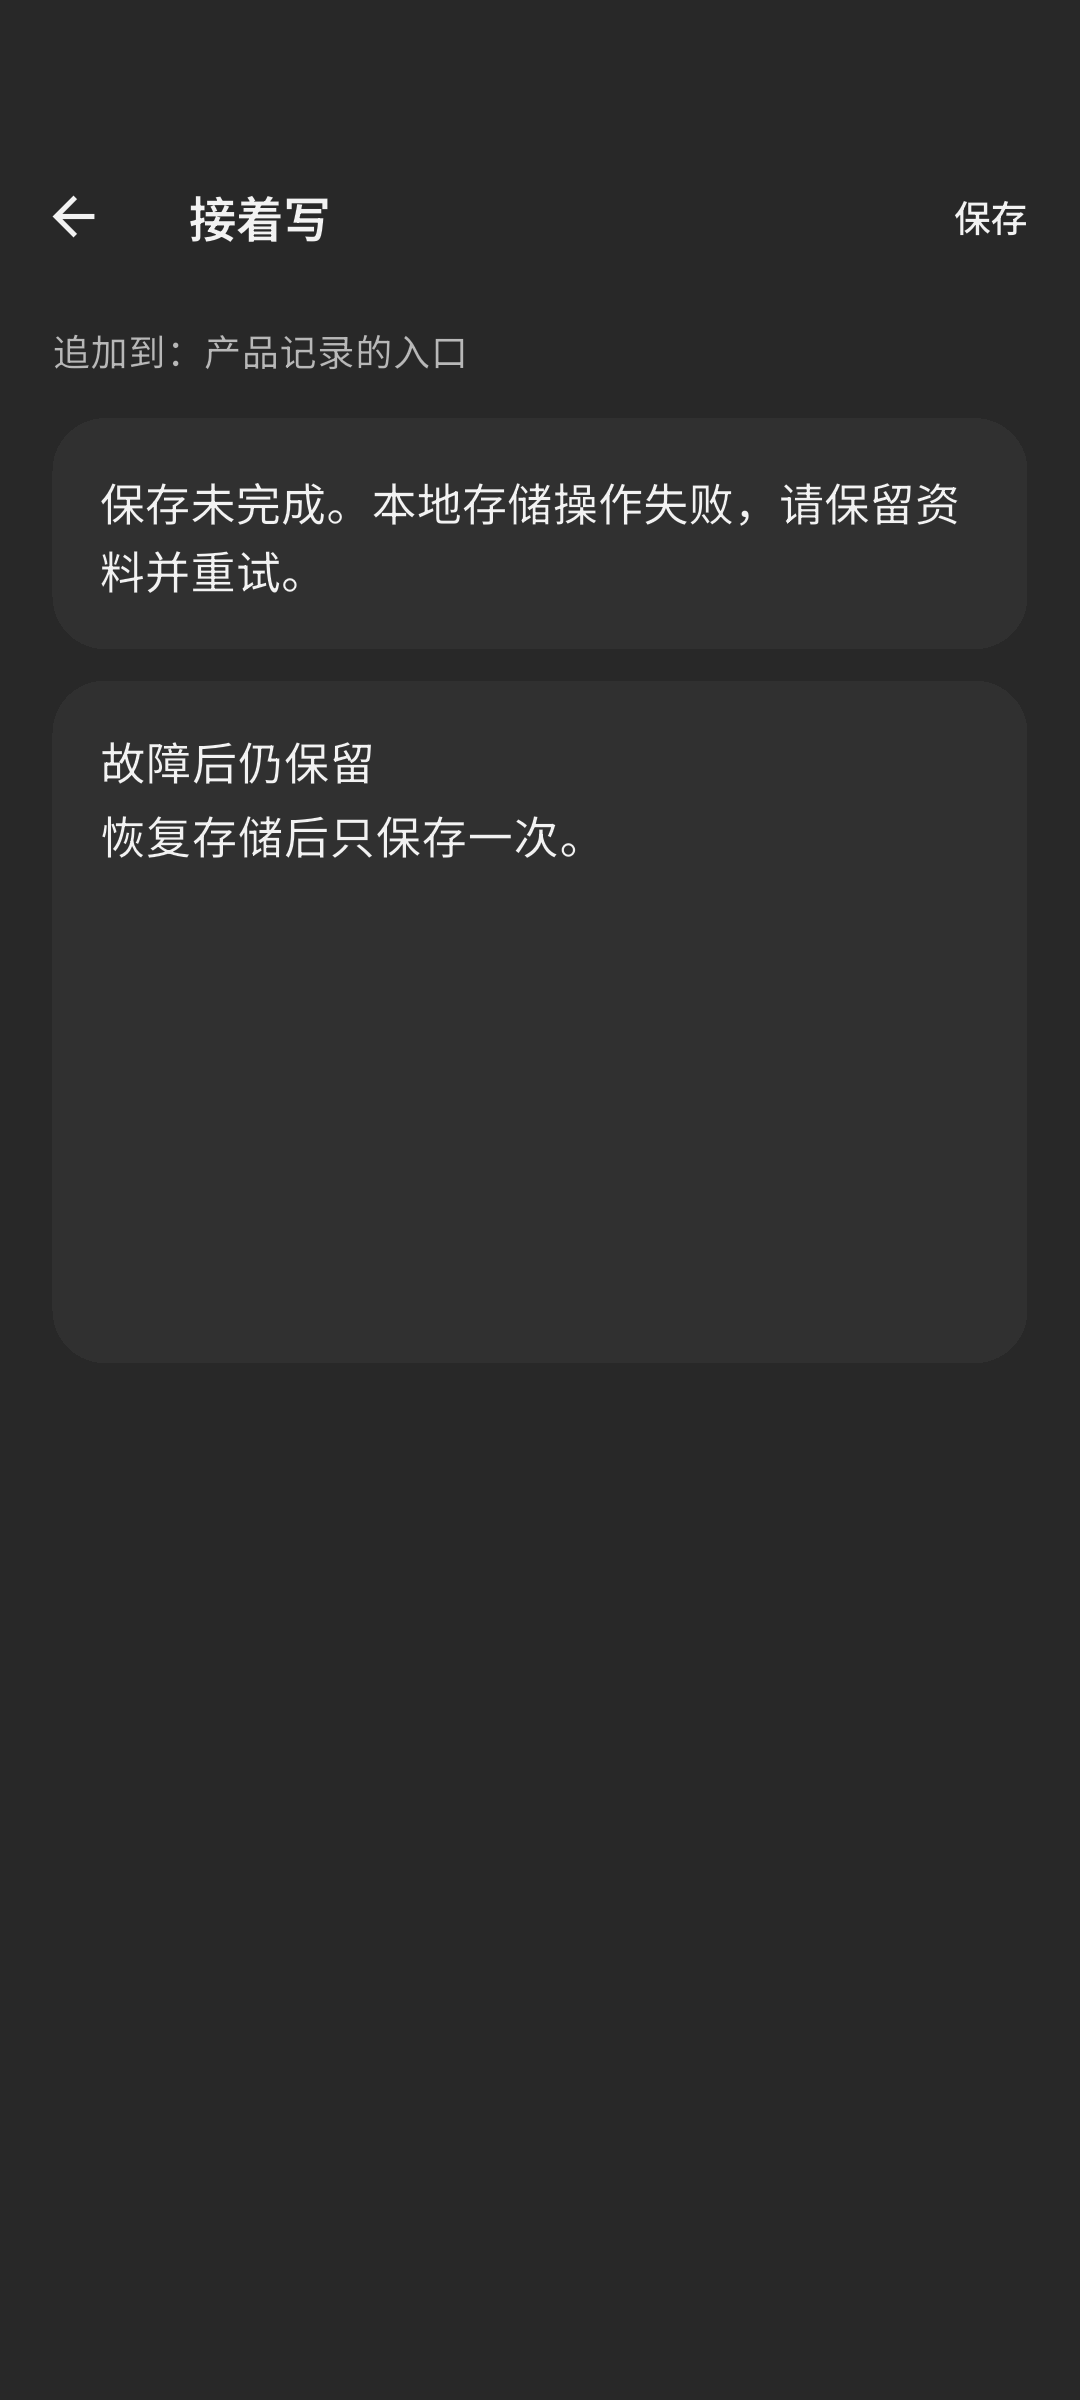 接着写
保存
追加到：产品记录的入口
保存未完成。本地存储操作失败，请保留资
料并重试。
故障后仍保留
恢复存储后只保存一次。